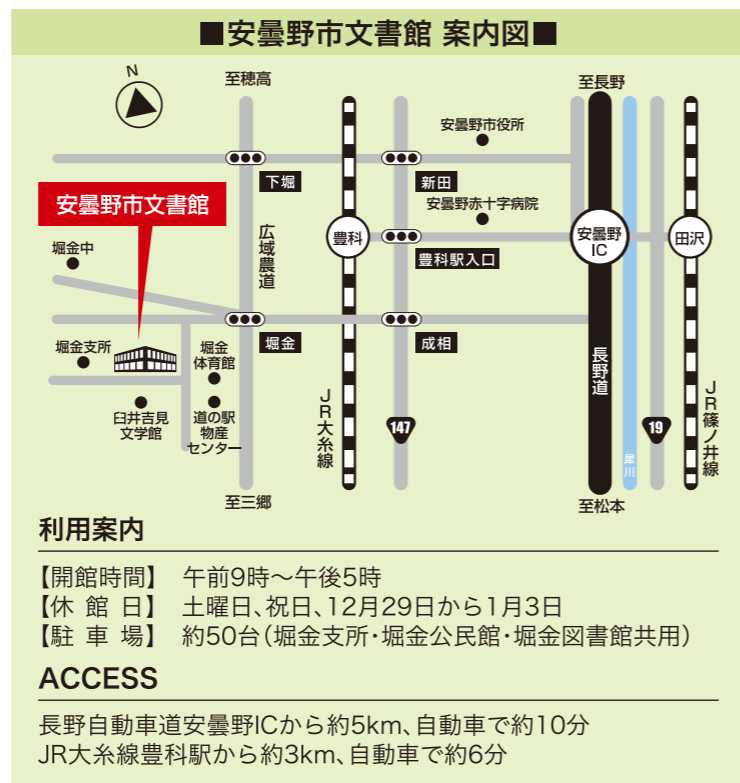 ■安曇野市文書館 案内図■
N
至穂高
至長野
安曇野市役所
下堀
新田
安曇野市文書館
安曇野赤十字病院
広域農道
豊科
安曇野
IC
田沢
堀金中
豊科駅入口
堀金支所
堀金
体育館
堀金
成相
長野道
臼井吉見
文学館
道の駅
物産
センター
JR大糸線
147
19
JR篠ノ井線
犀川
至三郷
至松本
利用案内
【開館時間】 午前9時〜午後5時
【休 館 日】 土曜日、祝日、12月29日から1月3日
【駐 車 場】 約50台(堀金支所・堀金公民館・堀金図書館共用)
ACCESS
長野自動車道安曇野ICから約5km、自動車で約10分
JR大糸線豊科駅から約3km、自動車で約6分